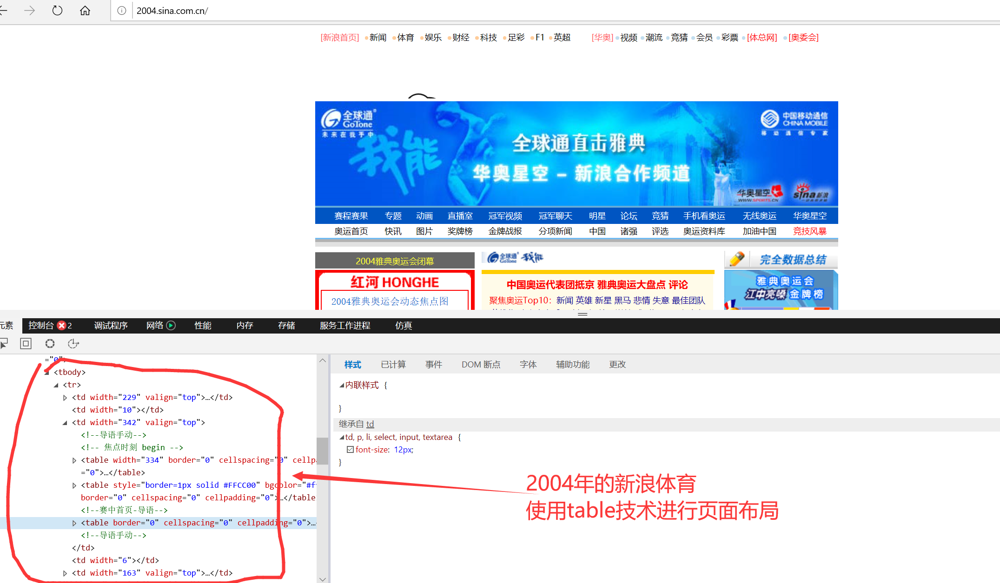 2004.sina.com.cn/
[新浪首页] 新闻 体育 娱乐 财经 科技 足彩 F1 英超 [华奥] 视频 潮流 竞猜 会员 彩票 [体总网] [奥委会]
全球通
GoTone
未来在我手中
我能
全球通直击雅典
华奥星空 – 新浪合作频道
中国移动通信
CHINA MOBILE
移动通信专家
华奥星空
WWW.SPORTS.CN
sina新浪
赛程赛果 专题 动画 直播室 冠军视频 冠军聊天 明星 论坛 竞猜 手机看奥运 无线奥运 华奥星空
奥运首页 快讯 图片 奖牌榜 金牌战报 分项新闻 中国 诸强 评选 奥运资料库 加油中国 竞技风暴
2004雅典奥运会闭幕
红河 HONGHE
2004雅典奥运会动态焦点图
全球通 GoTone 我能
中国奥运代表团抵京 雅典奥运大盘点 评论
聚焦奥运Top10：新闻 英雄 新星 黑马 悲情 失意 最佳团队
完全数据总结
雅典奥运会
江中亮嗓 金牌榜
元素 控制台 2 调试程序 网络 性能 内存 存储 服务工作进程 仿真
="0">
<tbody>
<tr>
<td width="229" valign="top">…</td>
<td width="10"></td>
<td width="342" valign="top">
<!--导语手动-->
<!-- 焦点时刻 begin -->
<table width="334" border="0" cellspacing="0" cellpa
="0">…</table>
<table style="border=1px solid #FFCC00" bgcolor="#ff
border="0" cellspacing="0" cellpadding="0">…</table
<!--赛中首页-导语-->
<table border="0" cellspacing="0" cellpadding="0">…<
<!--导语手动-->
</td>
<td width="6"></td>
<td width="163" valign="top">…</td>
样式 已计算 事件 DOM 断点 字体 辅助功能 更改
内联样式 {
}
继承自 td
td, p, li, select, input, textarea {
font-size: 12px;
}
2004年的新浪体育
使用table技术进行页面布局